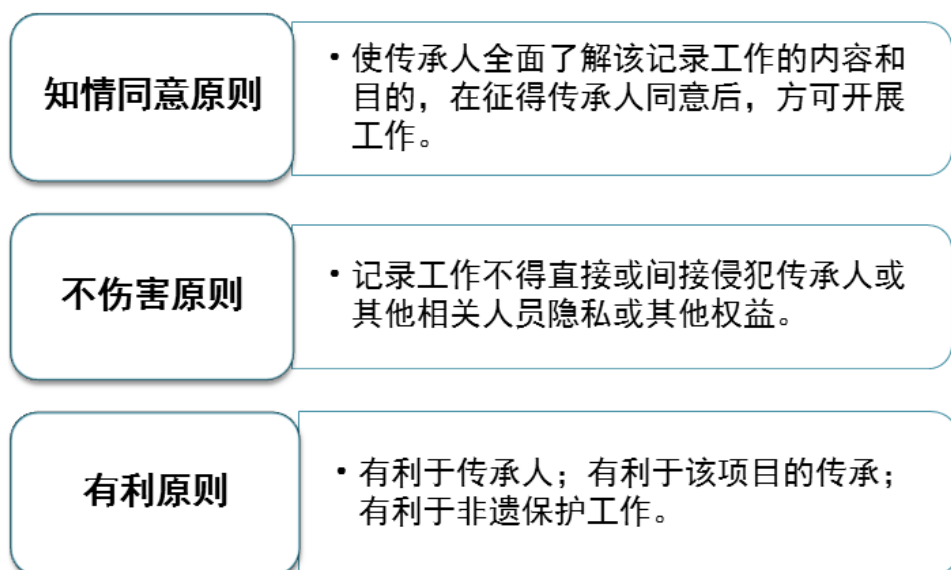 知情同意原则
• 使传承人全面了解该记录工作的内容和
目的，在征得传承人同意后，方可开展
工作。
不伤害原则
• 记录工作不得直接或间接侵犯传承人或
其他相关人员隐私或其他权益。
有利原则
• 有利于传承人；有利于该项目的传承；
有利于非遗保护工作。